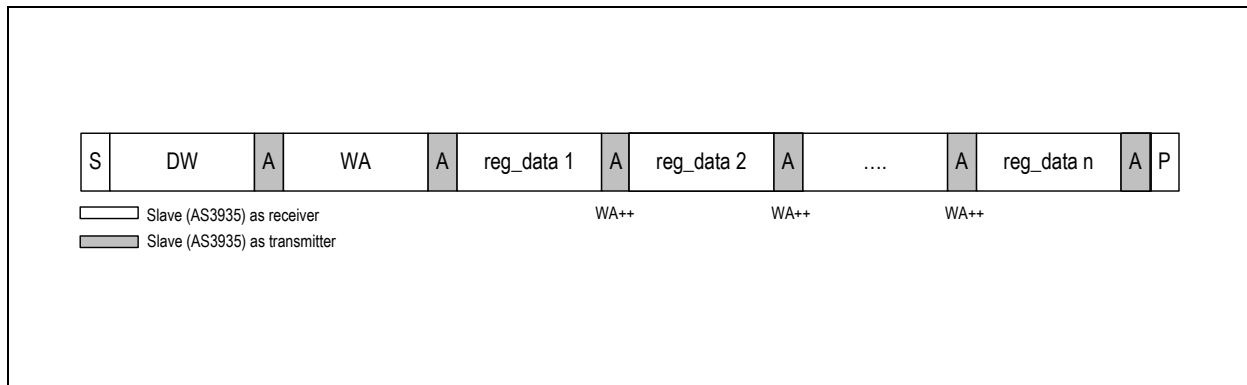 S DW A WA A reg_data 1 A reg_data 2 A .... A reg_data n A P
Slave (AS3935) as receiver WA++ WA++ WA++
Slave (AS3935) as transmitter